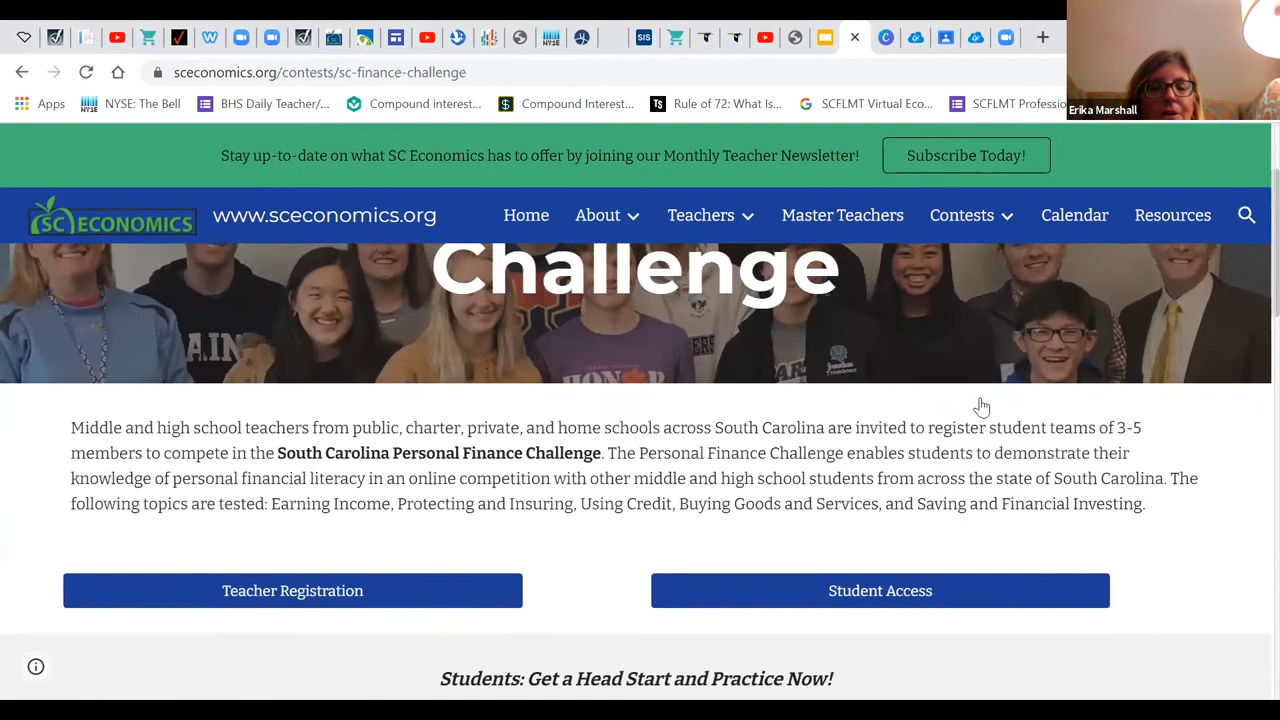 sceconomics.org/contests/sc-finance-challenge
Apps NYSE: The Bell BHS Daily Teacher/... Compound interest... Compound Interest... Rule of 72: What Is... SCFLMT Virtual Eco... SCFLMT Professio
Erika Marshall
Stay up-to-date on what SC Economics has to offer by joining our Monthly Teacher Newsletter! Subscribe Today!
SC ECONOMICS www.sceconomics.org Home About Teachers Master Teachers Contests Calendar Resources
Challenge
HONOR
Middle and high school teachers from public, charter, private, and home schools across South Carolina are invited to register student teams of 3-5
members to compete in the South Carolina Personal Finance Challenge. The Personal Finance Challenge enables students to demonstrate their
knowledge of personal financial literacy in an online competition with other middle and high school students from across the state of South Carolina. The
following topics are tested: Earning Income, Protecting and Insuring, Using Credit, Buying Goods and Services, and Saving and Financial Investing.
Teacher Registration Student Access
Students: Get a Head Start and Practice Now!